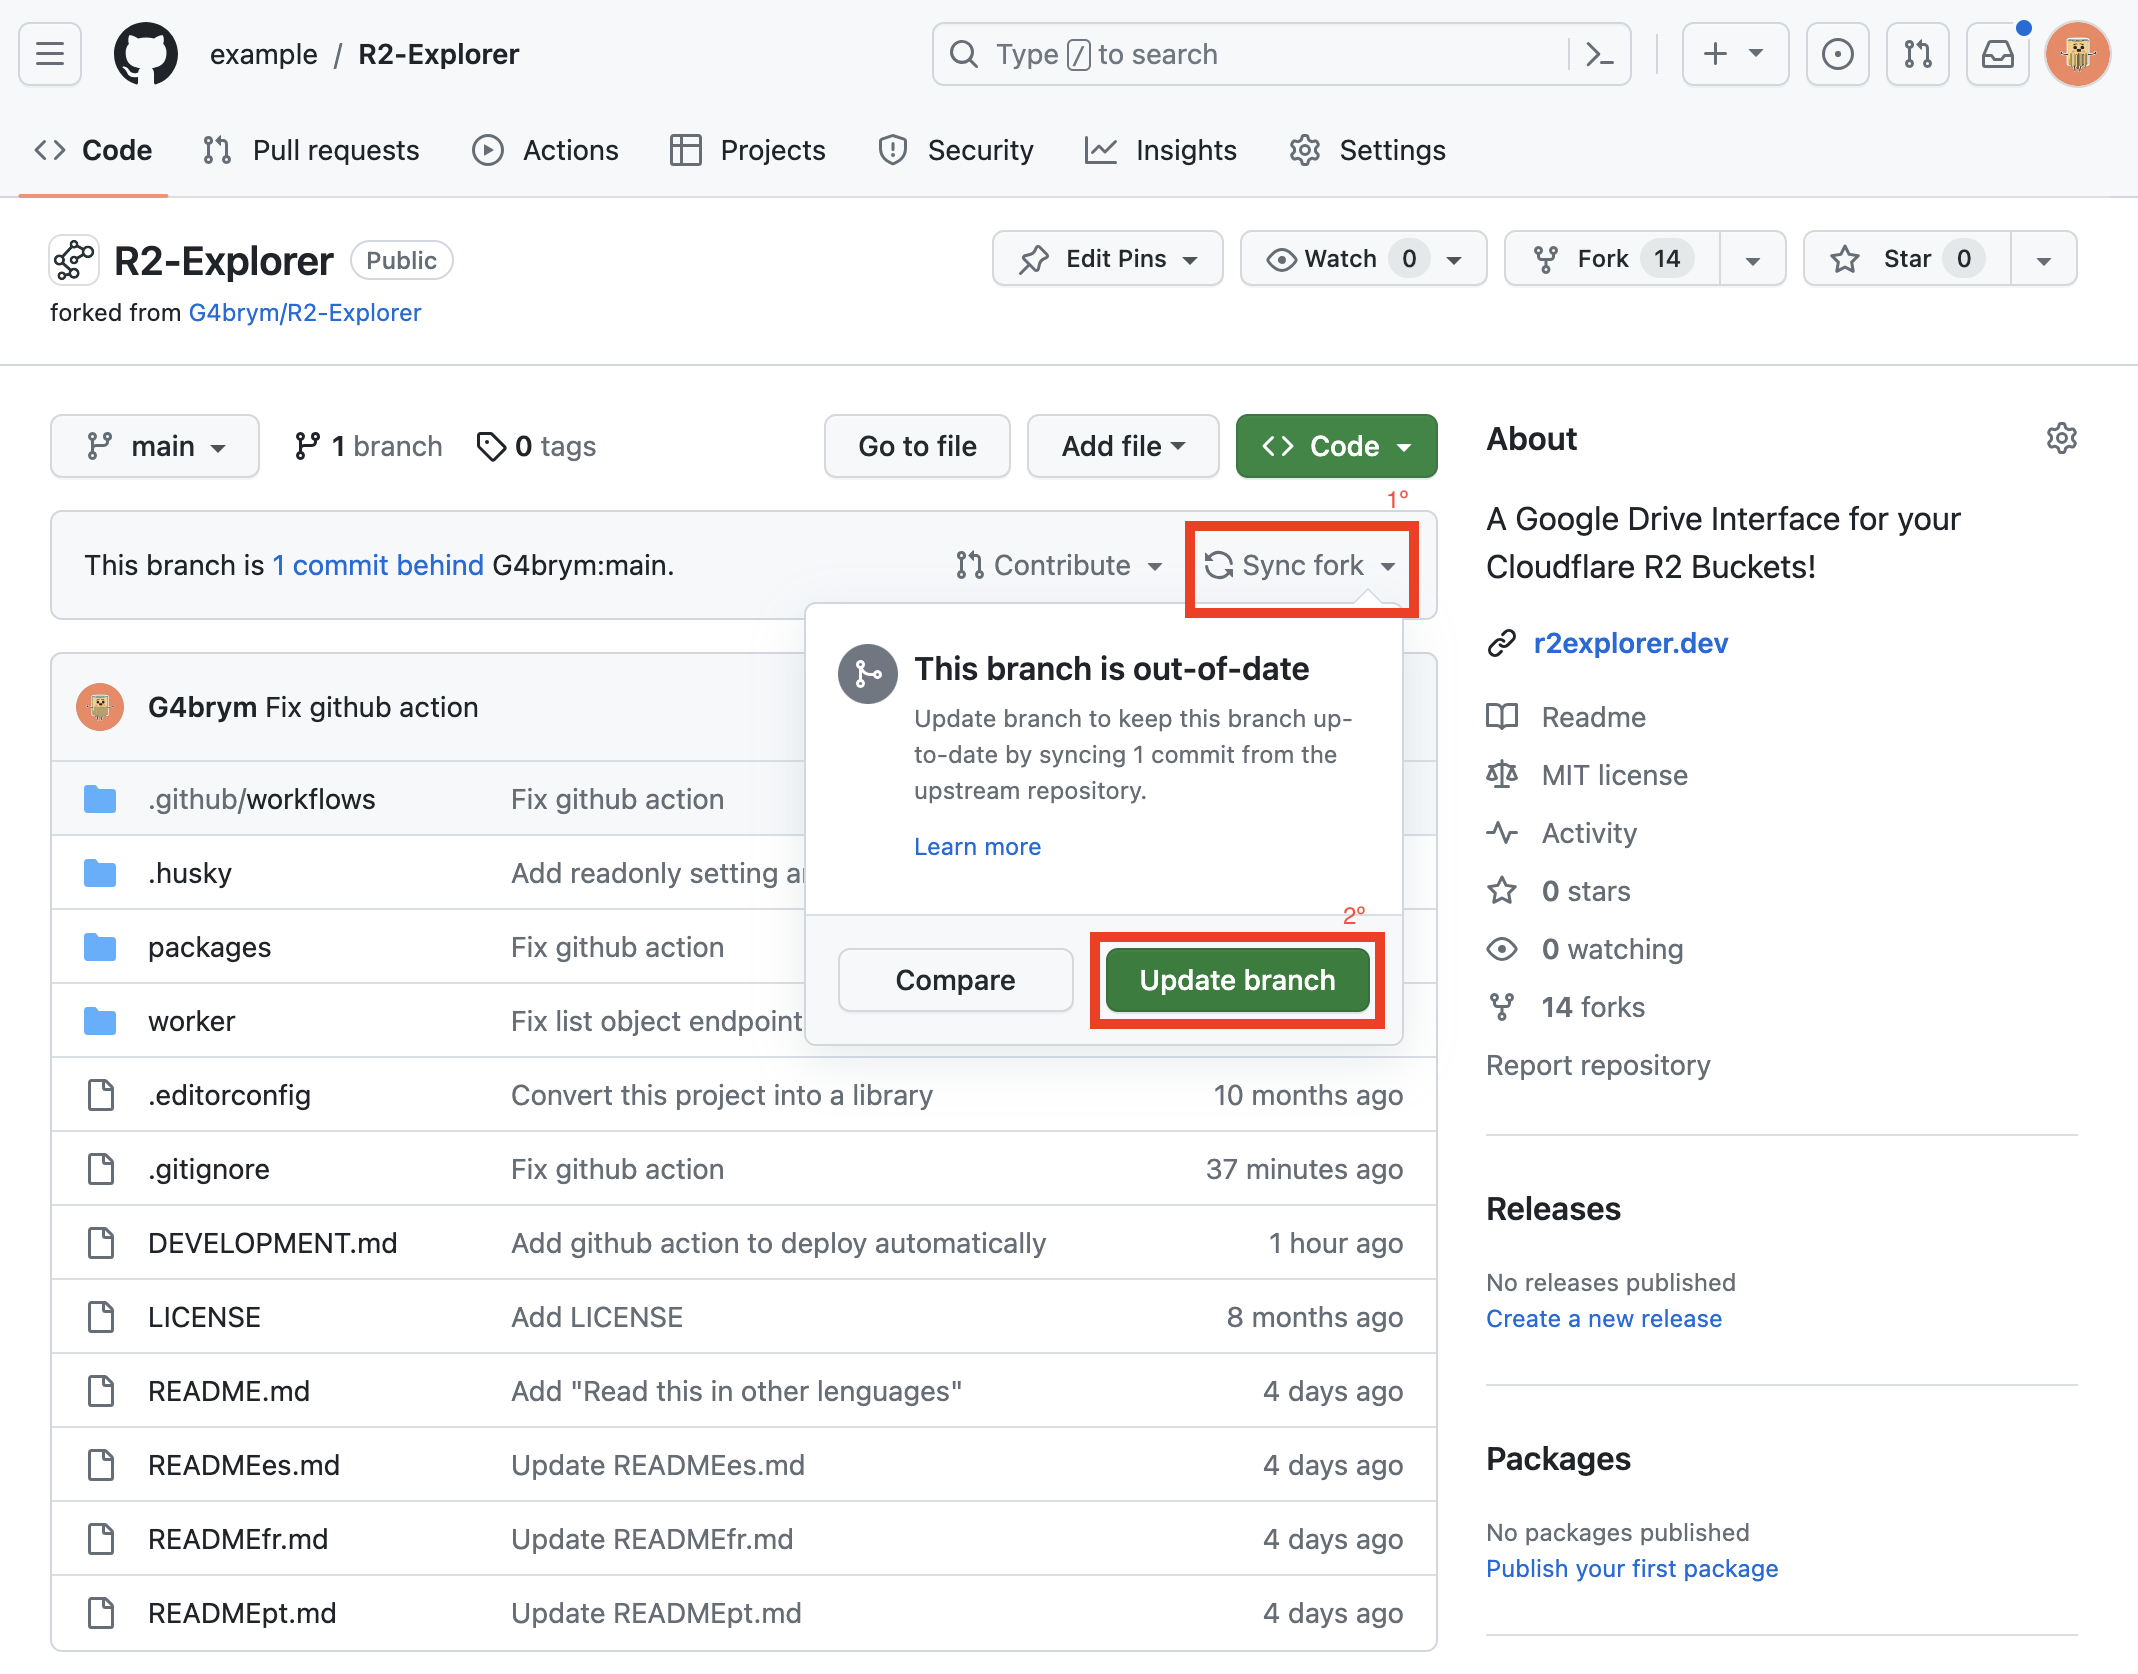 example / R2-Explorer
Type / to search
Code
Pull requests
Actions
Projects
Security
Insights
Settings
R2-Explorer
Public
Edit Pins
Watch 0
Fork 14
Star 0
forked from G4brym/R2-Explorer
main
1 branch
0 tags
Go to file
Add file
Code
1º
This branch is 1 commit behind G4brym:main.
Contribute
Sync fork
This branch is out-of-date
Update branch to keep this branch up-
to-date by syncing 1 commit from the
upstream repository.
Learn more
2º
Compare
Update branch
G4brym Fix github action
.github/workflows Fix github action
.husky Add readonly setting
packages Fix github action
worker Fix list object endpoint
.editorconfig Convert this project into a library 10 months ago
.gitignore Fix github action 37 minutes ago
DEVELOPMENT.md Add github action to deploy automatically 1 hour ago
LICENSE Add LICENSE 8 months ago
README.md Add "Read this in other lenguages" 4 days ago
READMEes.md Update READMEes.md 4 days ago
READMEfr.md Update READMEfr.md 4 days ago
READMEpt.md Update READMEpt.md 4 days ago
About
A Google Drive Interface for your
Cloudflare R2 Buckets!
r2explorer.dev
Readme
MIT license
Activity
0 stars
0 watching
14 forks
Report repository
Releases
No releases published
Create a new release
Packages
No packages published
Publish your first package